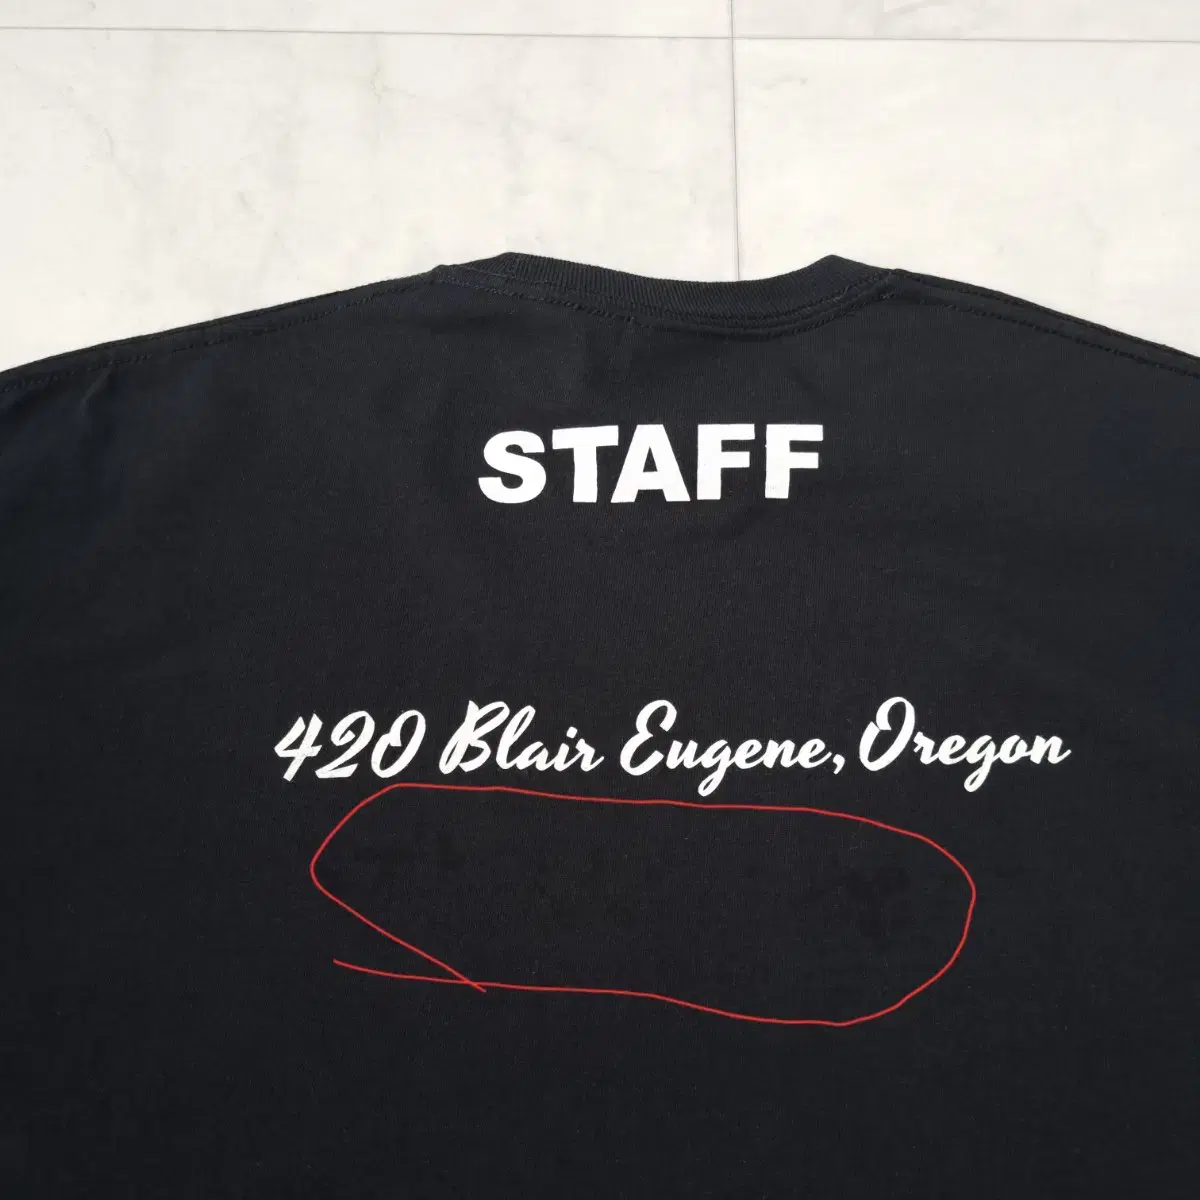 STAFF
420 Blair Eugene, Oregon